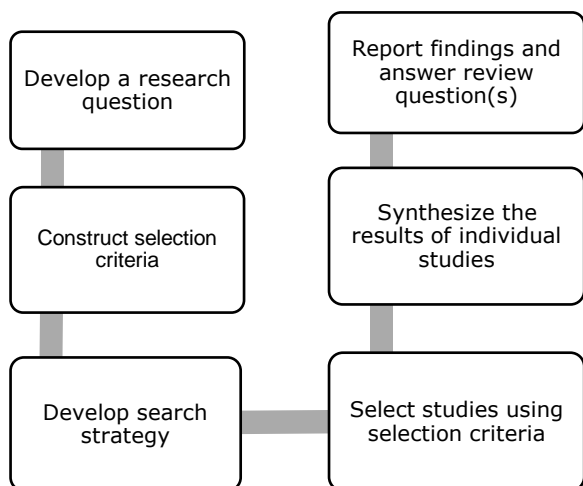 Develop a research
question
Construct selection
criteria
Develop search
strategy
Select studies using
selection criteria
Synthesize the
results of individual
studies
Report findings and
answer review
question(s)